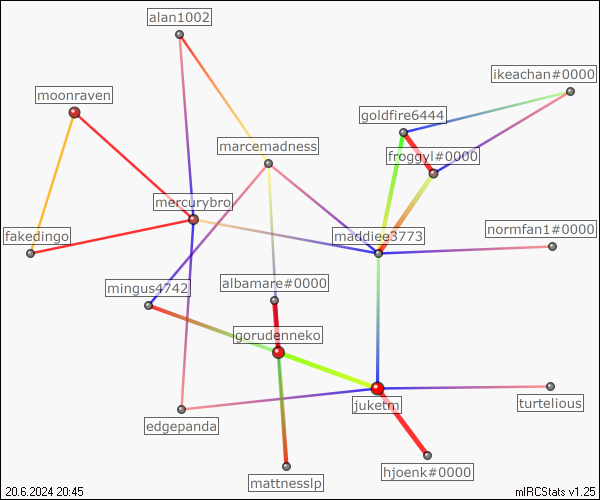 alan1002
ikeachan#0000
moonraven
goldfire6444
marcemadness
froggyl#0000
mercurybro
normfan1#0000
fakedingo
maddiee3773
albamare#0000
mingus4742
gorudenneko
juketm
turtelious
edgepanda
hjoenk#0000
mattnesslp
20.6.2024 20:45
mIRCStats v1.25